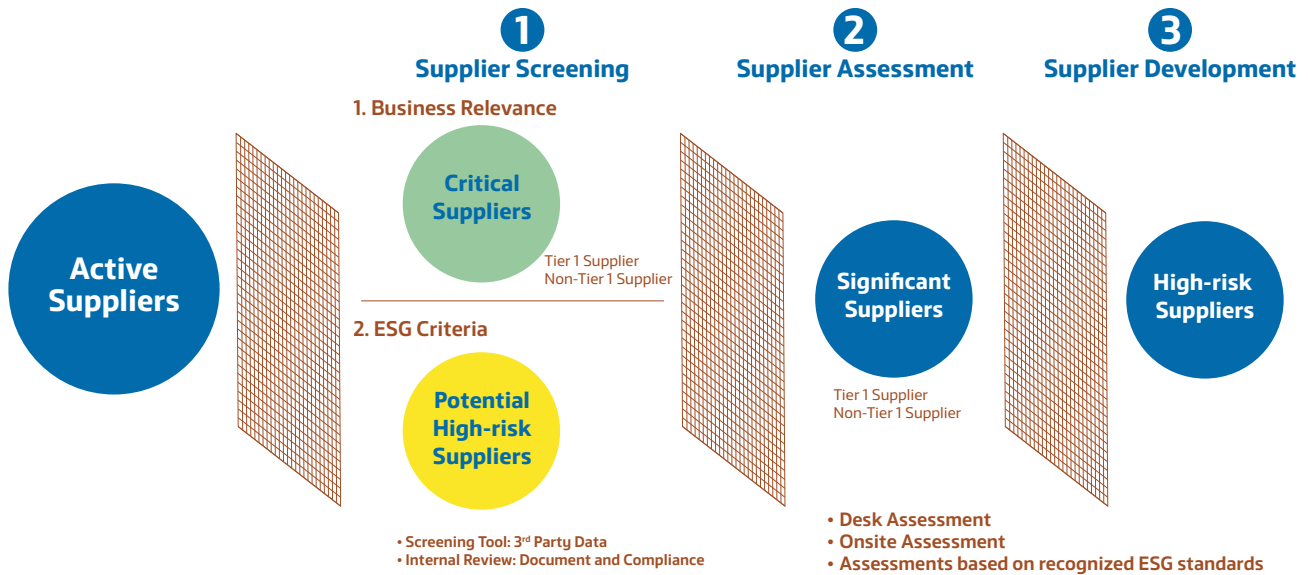 1
Supplier Screening
2
Supplier Assessment
3
Supplier Development
Active
Suppliers
1. Business Relevance
Critical
Suppliers
Tier 1 Supplier
Non-Tier 1 Supplier
2. ESG Criteria
Potential
High-risk
Suppliers
• Screening Tool: 3rd Party Data
• Internal Review: Document and Compliance
Significant
Suppliers
Tier 1 Supplier
Non-Tier 1 Supplier
• Desk Assessment
• Onsite Assessment
• Assessments based on recognized ESG standards
High-risk
Suppliers